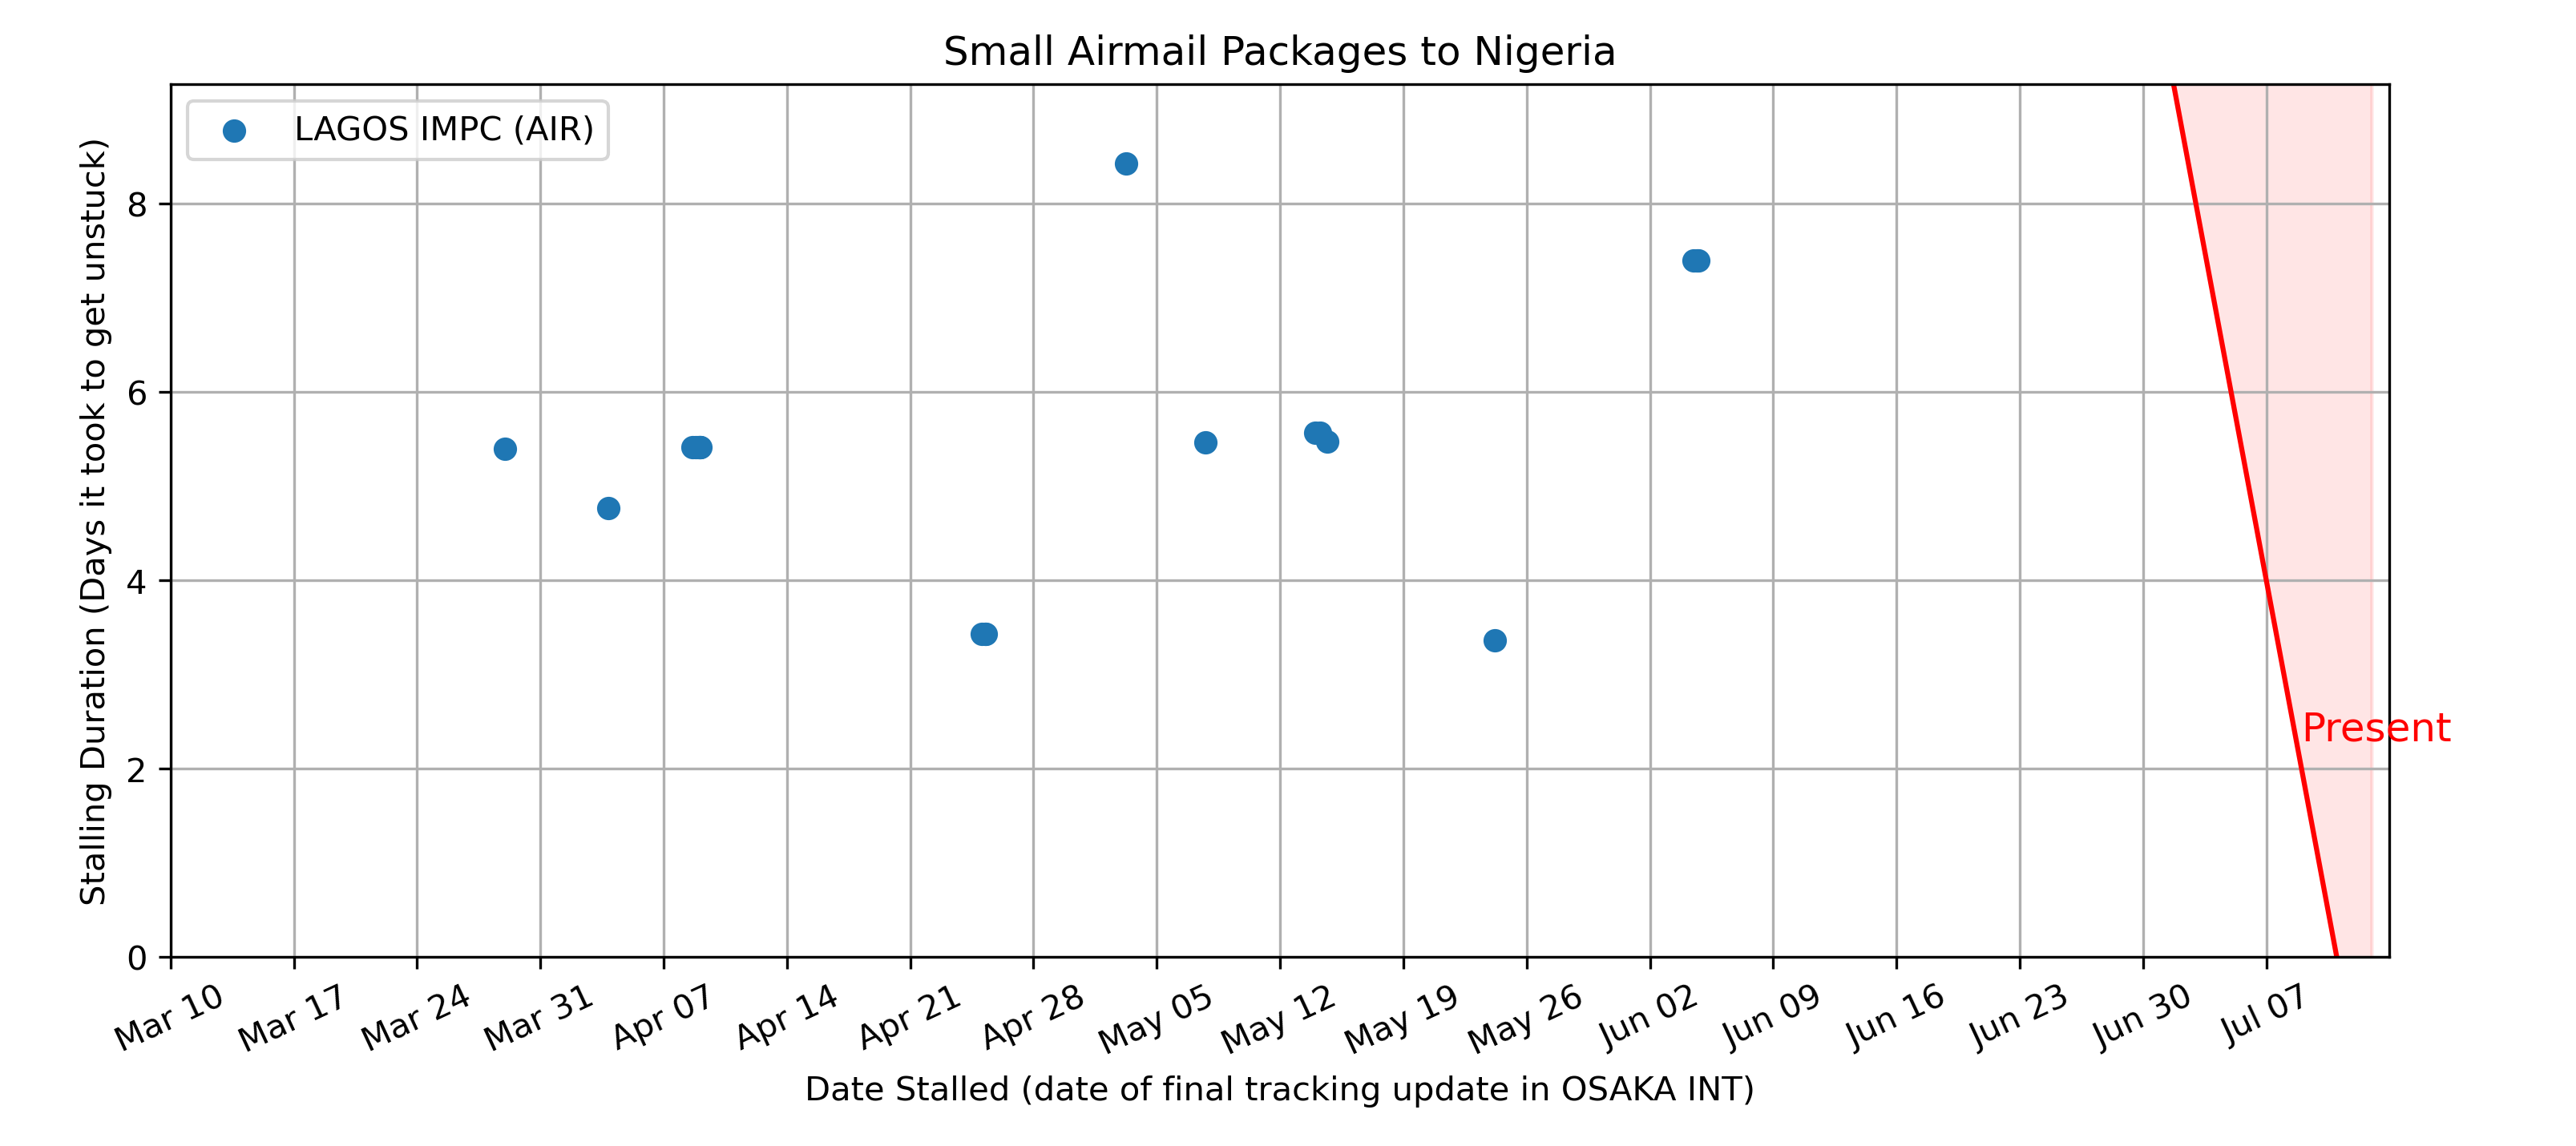 Small Airmail Packages to Nigeria
LAGOS IMPC (AIR)
Stalling Duration (Days it took to get unstuck)
8
6
4
2
0
Present
Mar 10
Mar 17
Mar 24
Mar 31
Apr 07
Apr 14
Apr 21
Apr 28
May 05
May 12
May 19
May 26
Jun 02
Jun 09
Jun 16
Jun 23
Jun 30
Jul 07
Date Stalled (date of final tracking update in OSAKA INT)